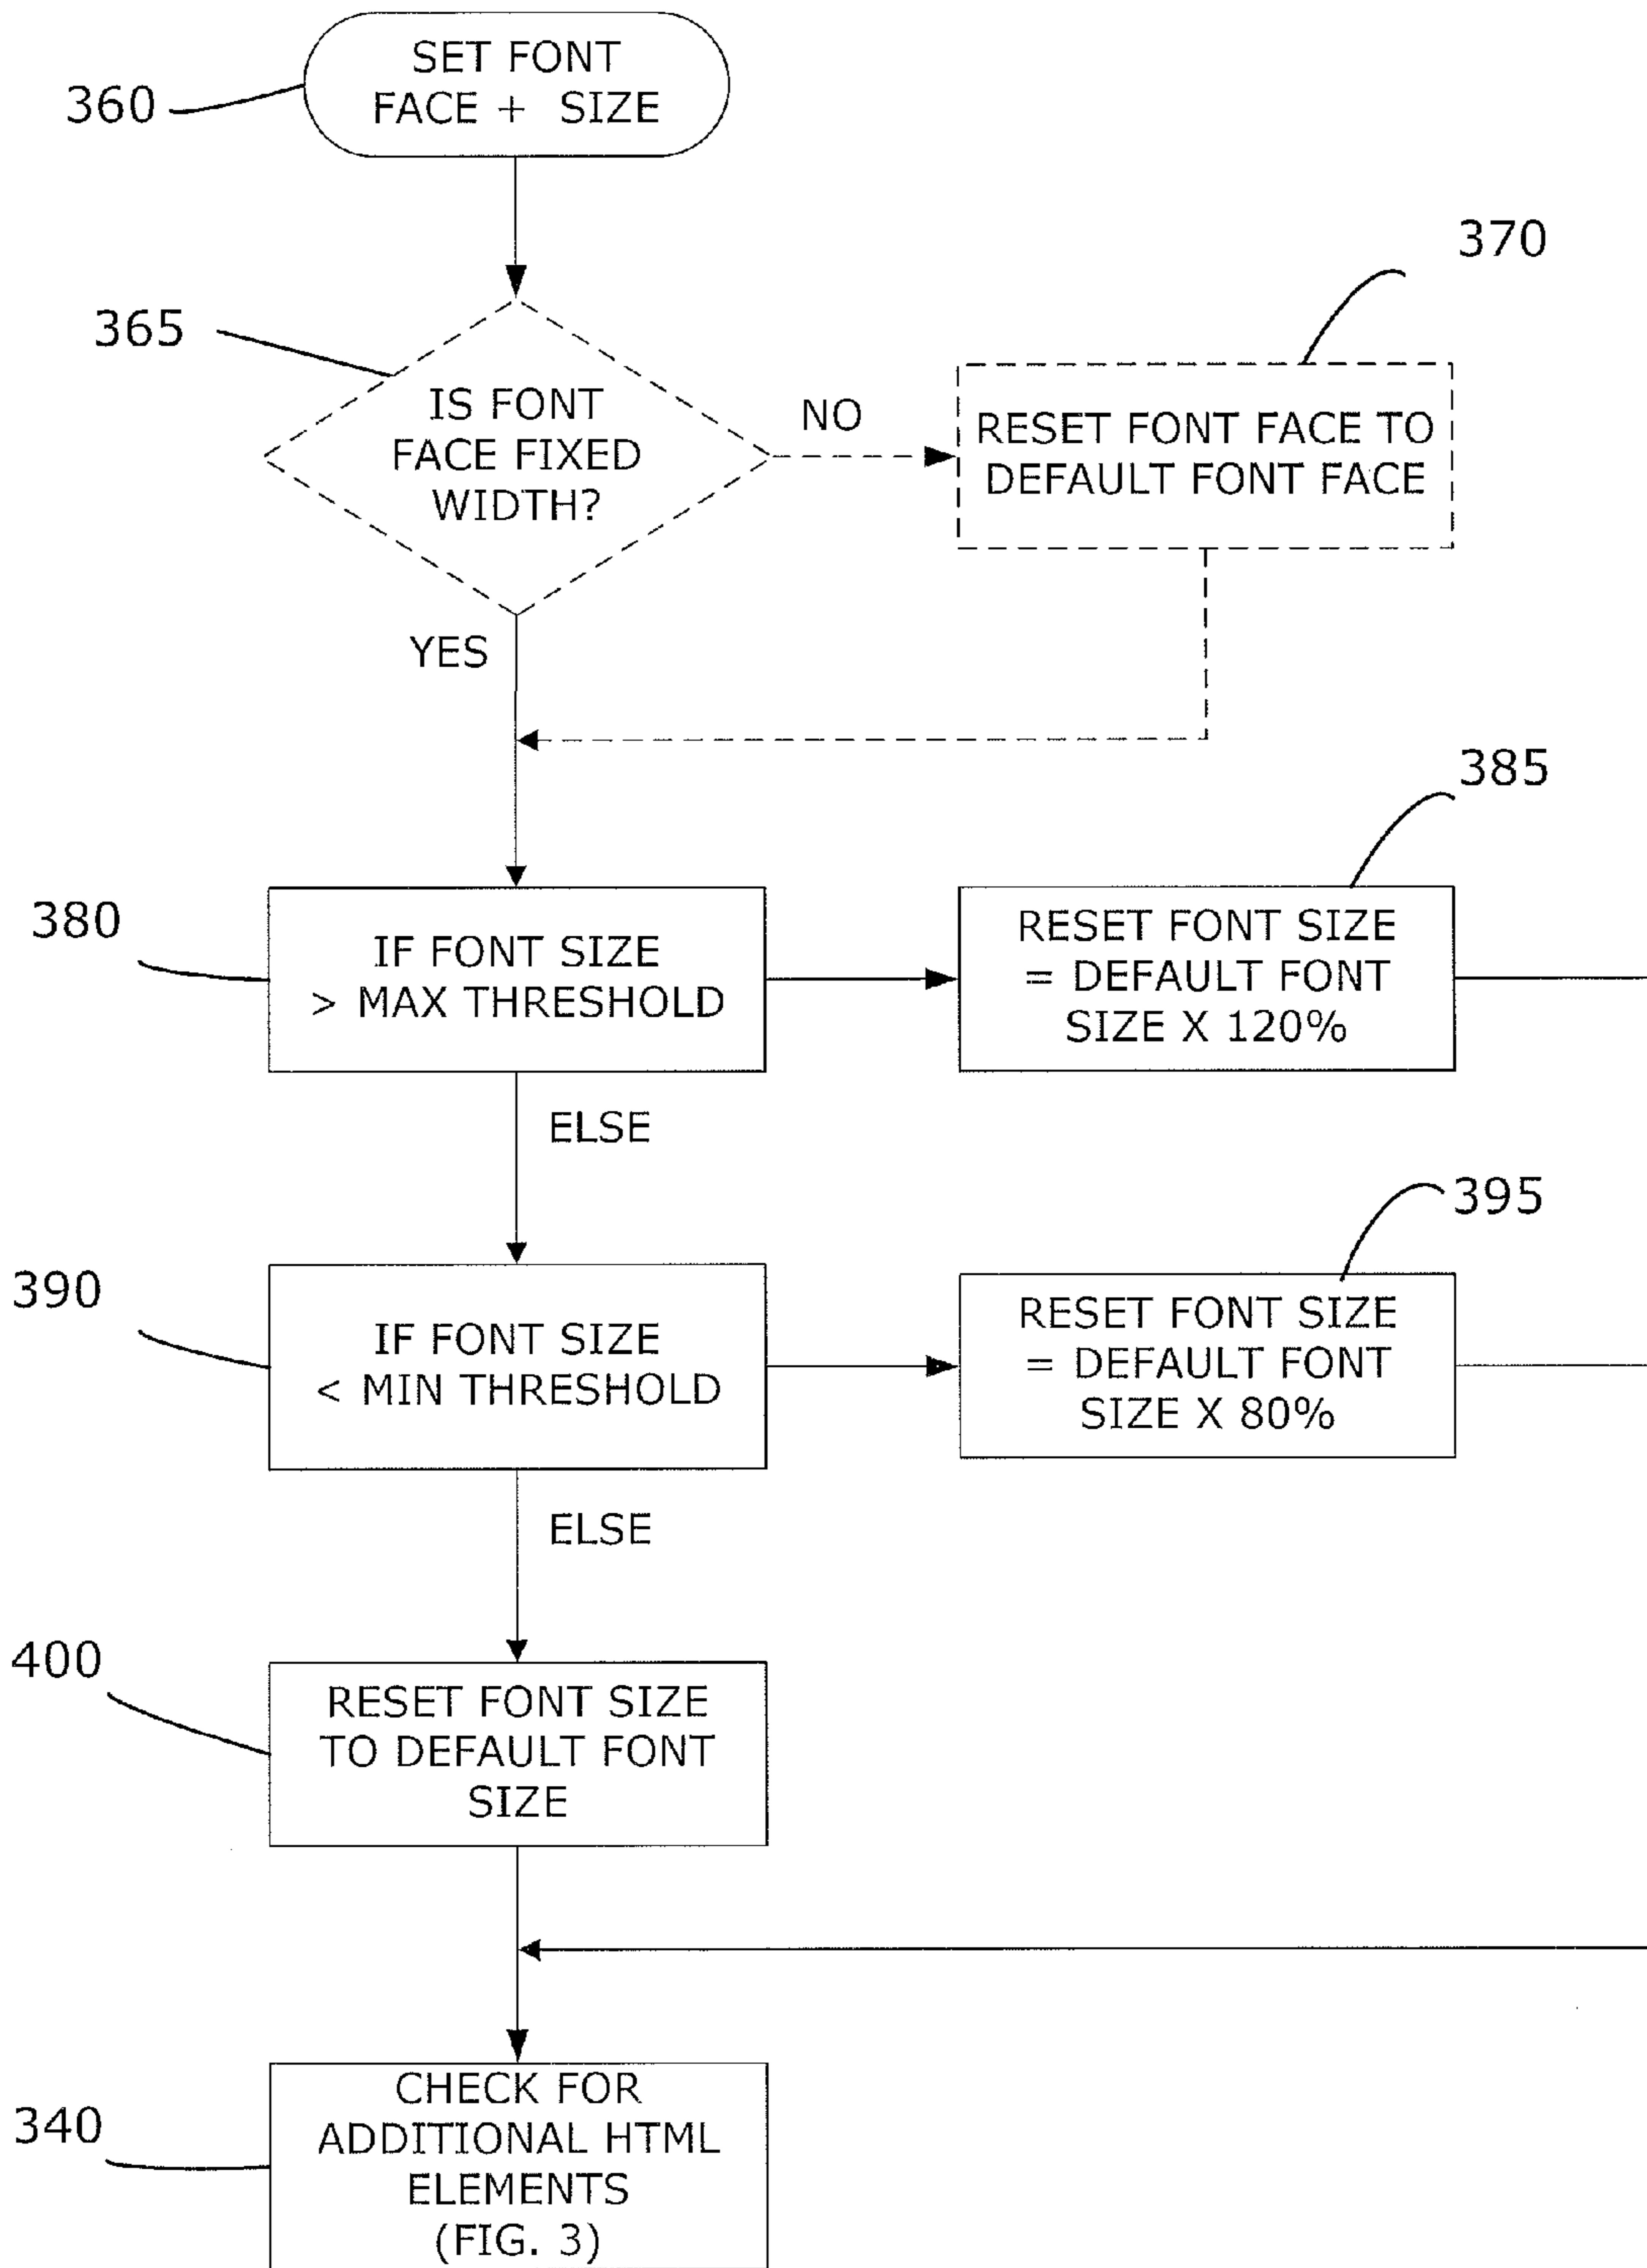 SET FONT
FACE + SIZE
360
370
365
IS FONT
FACE FIXED
WIDTH?
NO
RESET FONT FACE TO
DEFAULT FONT FACE
YES
385
380
IF FONT SIZE
> MAX THRESHOLD
RESET FONT SIZE
= DEFAULT FONT
SIZE X 120%
ELSE
395
390
IF FONT SIZE
< MIN THRESHOLD
RESET FONT SIZE
= DEFAULT FONT
SIZE X 80%
ELSE
400
RESET FONT SIZE
TO DEFAULT FONT
SIZE
340
CHECK FOR
ADDITIONAL HTML
ELEMENTS
(FIG. 3)